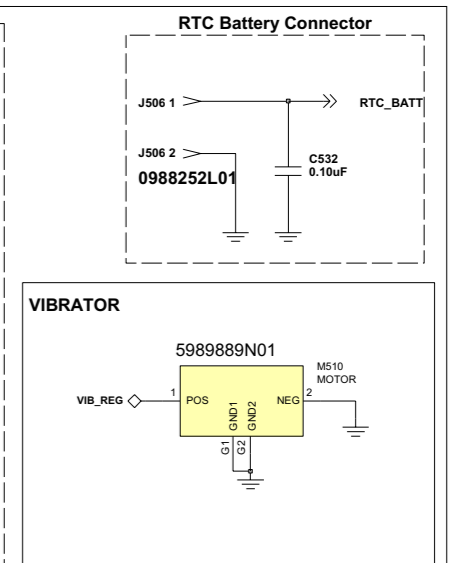 RTC Battery Connector
J506 1
RTC_BATT
J506 2
0988252L01
C532
0.10uF
VIBRATOR
5989889N01
M510
MOTOR
VIB_REG
1
POS
GND1
GND2
NEG
2
G1
G2